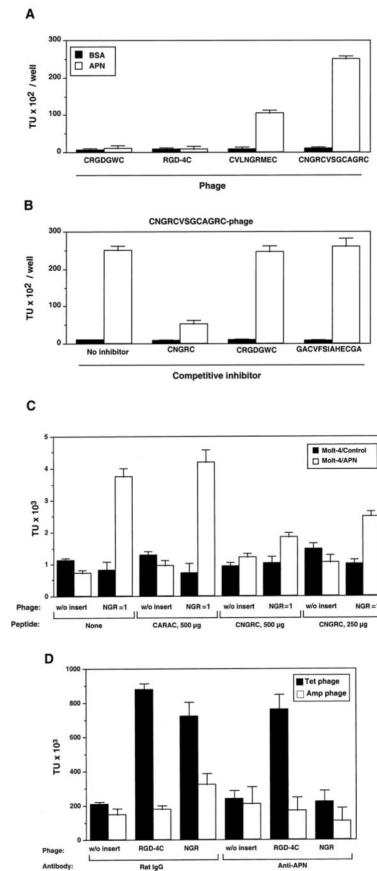 A
300
200
100
0
TU x 10² / well
BSA
APN
CRGDGWC RGD-4C CVLNGRMEC CNGRCVSGCAGRC
Phage
B
CNGRCVSGCAGRC-phage
300
200
100
0
TU x 10² / well
No inhibitor CNGRC CRGDGWC GACVFSIAHECGA
Competitive inhibitor
C
5
4
3
2
1
0
TU x 10³
Molt-4/Control
Molt-4/APN
Phage: w/o insert NGR=1 w/o insert NGR=1 w/o insert NGR=1 w/o insert NGR=1
Peptide: None CARAC, 500 µg CNGRC, 500 µg CNGRC, 250 µg
D
1000
800
600
400
200
0
TU x 10³
Tet phage
Amp phage
Phage: w/o insert RGD-4C NGR w/o insert RGD-4C NGR
Antibody: Rat IgG Anti-APN